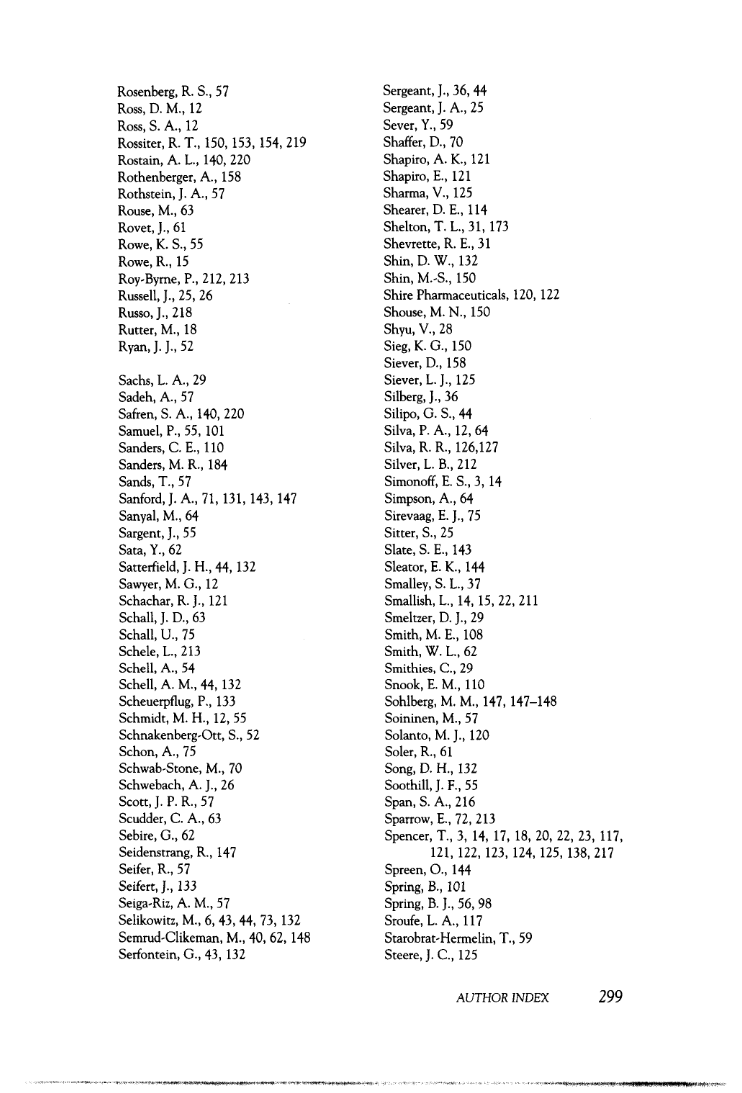 Rosenberg, R. S., 57
Ross, D. M., 12
Ross, S. A., 12
Rossiter, R. T., 150, 153, 154, 219
Rostain, A. L., 140, 220
Rothenberger, A., 158
Rothstein, J. A., 57
Rouse, M., 63
Rovet, J., 61
Rowe, K. S., 55
Rowe, R., 15
Roy-Byrne, P., 212, 213
Russell, J., 25, 26
Russo, J., 218
Rutter, M., 18
Ryan, J. J., 52
Sachs, L. A., 29
Sadeh, A., 57
Safren, S. A., 140, 220
Samuel, P., 55, 101
Sanders, C. E., 110
Sanders, M. R., 184
Sands, T., 57
Sanford, J. A., 71, 131, 143, 147
Sanyal, M., 64
Sargent, J., 55
Sata, Y., 62
Satterfield, J. H., 44, 132
Sawyer, M. G., 12
Schachar, R. J., 121
Schall, J. D., 63
Schall, U., 75
Schele, L., 213
Schell, A., 54
Schell, A. M., 44, 132
Scheuerpflug, P., 133
Schmidt, M. H., 12, 55
Schnakenberg-Ott, S., 52
Schon, A., 75
Schwab-Stone, M., 70
Schwebach, A. J., 26
Scott, J. P. R., 57
Scudder, C. A., 63
Sebire, G., 62
Seidenstrang, R., 147
Seifer, R., 57
Seifert, J., 133
Seiga-Riz, A. M., 57
Selikowitz, M., 6, 43, 44, 73, 132
Semrud-Clikeman, M., 40, 62, 148
Serfontein, G., 43, 132
Sergeant, J., 36, 44
Sergeant, J. A., 25
Sever, Y., 59
Shaffer, D., 70
Shapiro, A. K., 121
Shapiro, E., 121
Sharma, V., 125
Shearer, D. E., 114
Shelton, T. L., 31, 173
Shevrette, R. E., 31
Shin, D. W., 132
Shin, M.-S., 150
Shire Pharmaceuticals, 120, 122
Shouse, M. N., 150
Shyu, V., 28
Sieg, K. G., 150
Siever, D., 158
Siever, L. J., 125
Silberg, J., 36
Silipo, G. S., 44
Silva, P. A., 12, 64
Silva, R. R., 126,127
Silver, L. B., 212
Simonoff, E. S., 3, 14
Simpson, A., 64
Sirevaag, E. J., 75
Sitter, S., 25
Slate, S. E., 143
Sleator, E. K., 144
Smalley, S. L., 37
Smallish, L., 14, 15, 22, 211
Smeltzer, D. J., 29
Smith, M. E., 108
Smith, W. L., 62
Smithies, C., 29
Snook, E. M., 110
Sohlberg, M. M., 147, 147–148
Soininen, M., 57
Solanto, M. J., 120
Soler, R., 61
Song, D. H., 132
Soothill, J. F., 55
Span, S. A., 216
Sparrow, E., 72, 213
Spencer, T., 3, 14, 17, 18, 20, 22, 23, 117,
121, 122, 123, 124, 125, 138, 217
Spreen, O., 144
Spring, B., 101
Spring, B. J., 56, 98
Sroufe, L. A., 117
Starobrat-Hermelin, T., 59
Steere, J. C., 125
AUTHOR INDEX 299